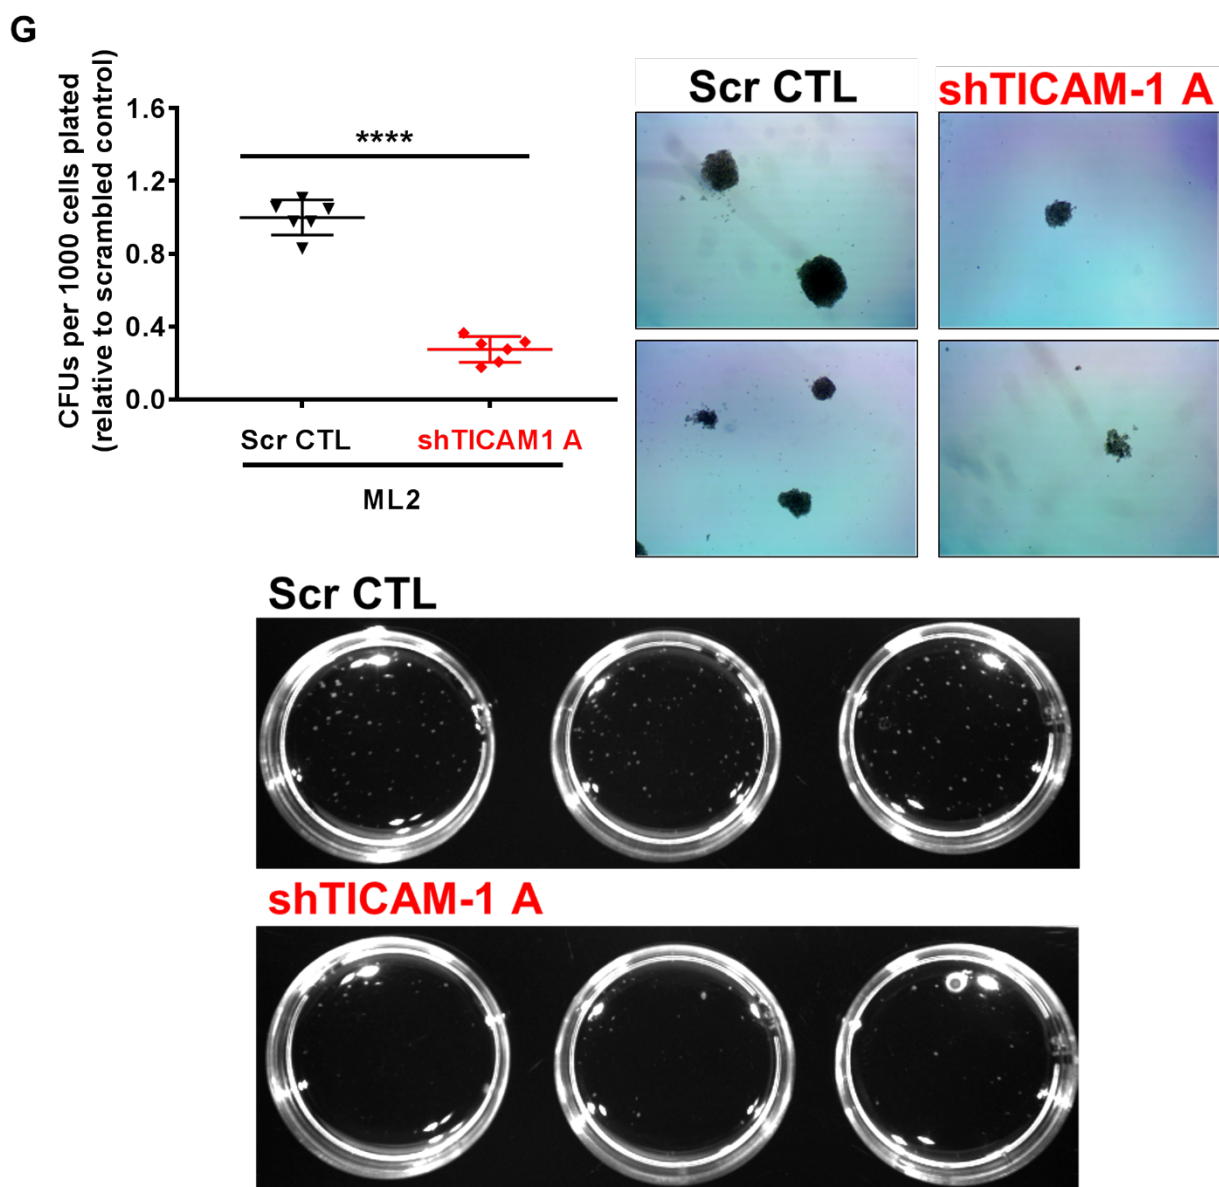 G
CFUs per 1000 cells plated
(relative to scrambled control)
1.6
1.2
0.8
0.4
0.0
****
Scr CTL
shTICAM1 A
ML2
Scr CTL
shTICAM-1 A
Scr CTL
shTICAM-1 A